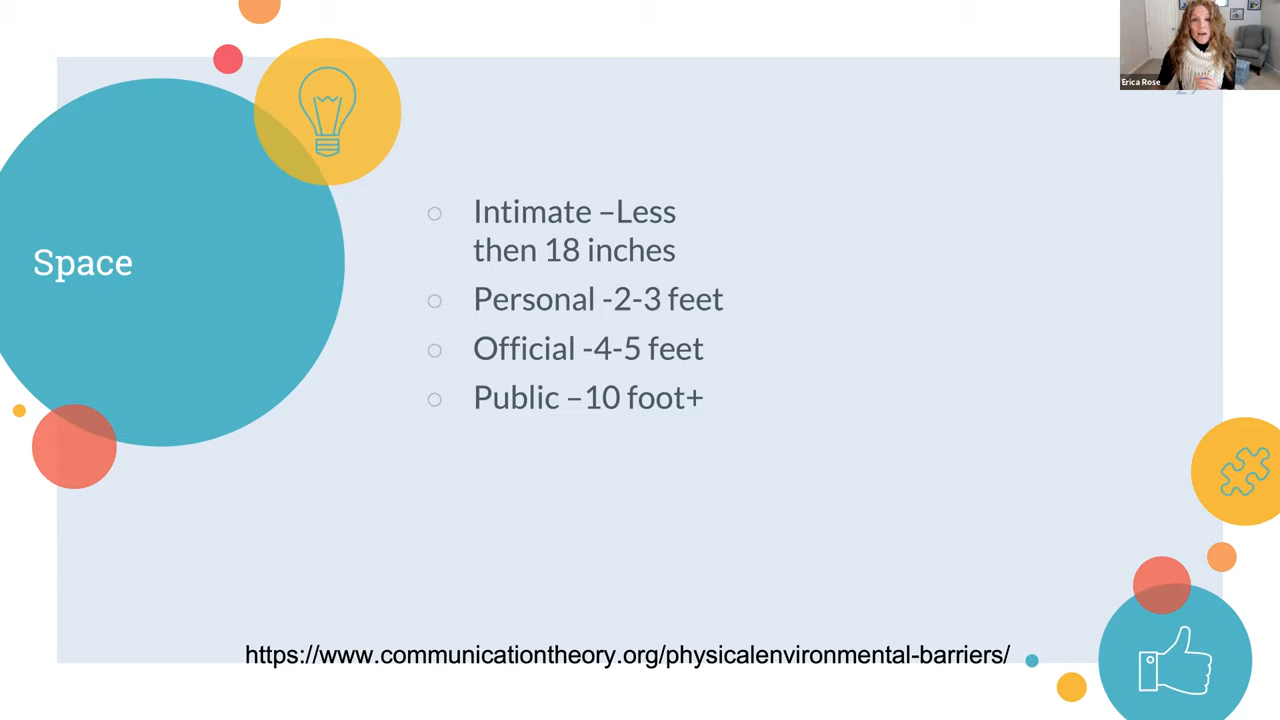 Erica Rose
Space
Intimate –Less
then 18 inches
Personal -2-3 feet
Official -4-5 feet
Public –10 foot+
https://www.communicationtheory.org/physicalenvironmental-barriers/